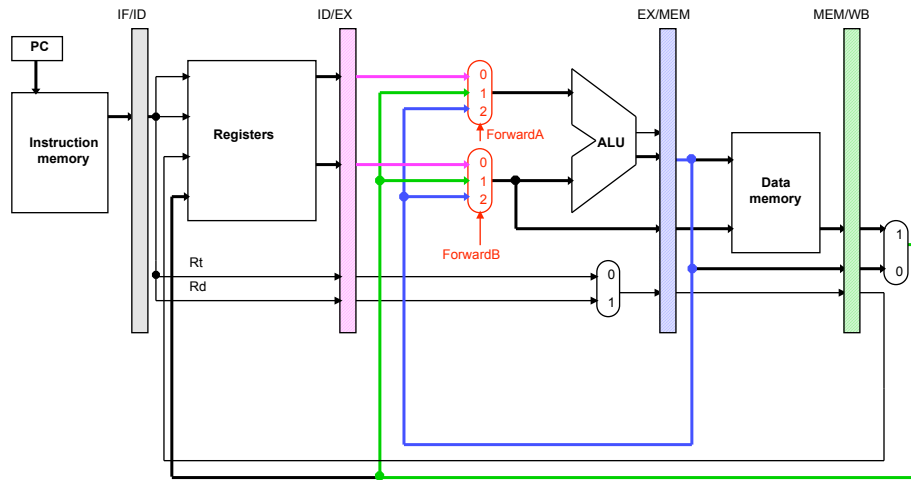 IF/ID
ID/EX
EX/MEM
MEM/WB
PC
Instruction
memory
Registers
0
1
2
ForwardA
0
1
2
ForwardB
ALU
Data
memory
1
0
Rt
Rd
0
1